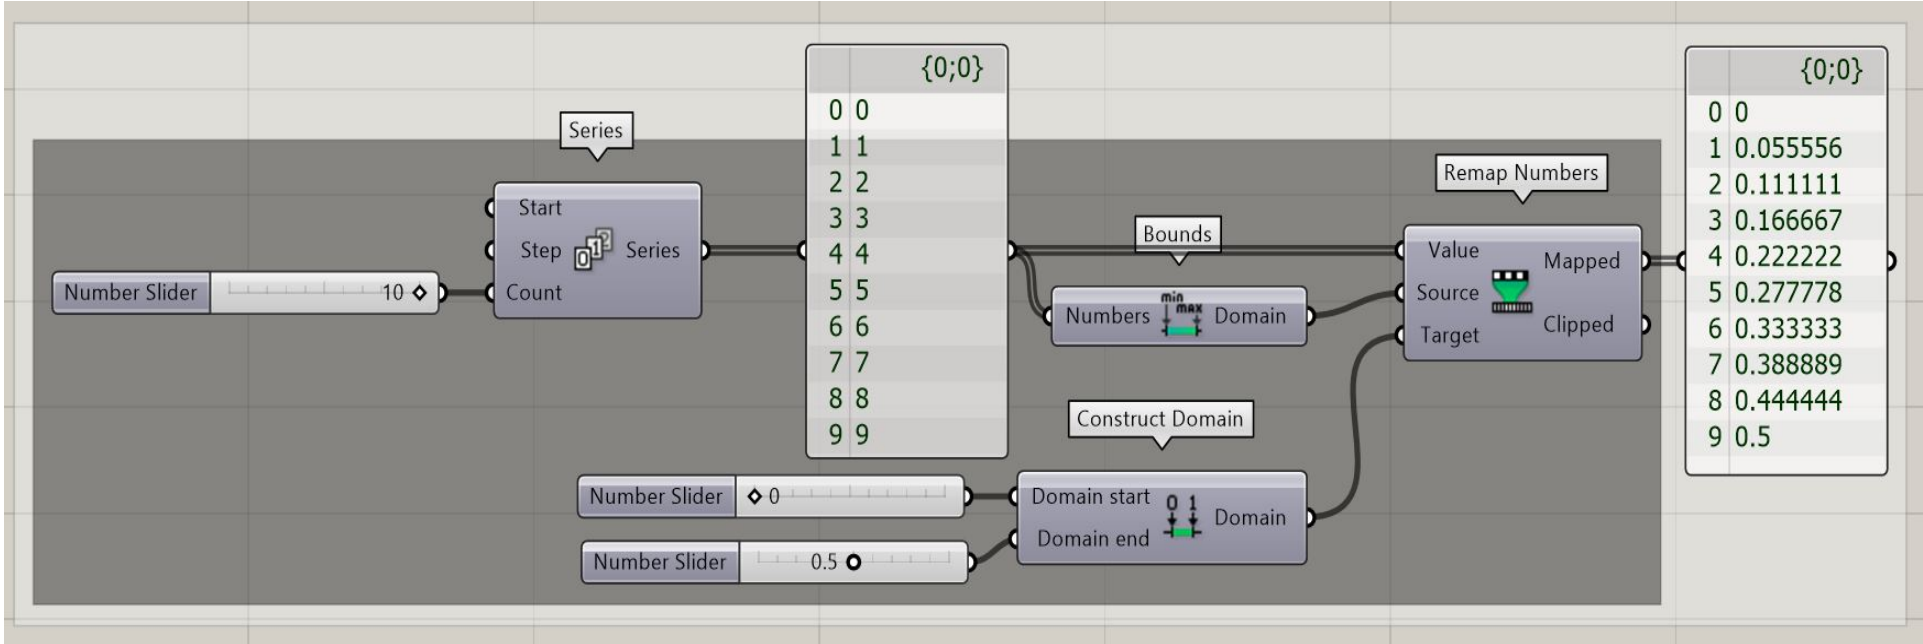 Series
Start
Step
Series
Count
Number Slider
10
{0;0}
0 0
1 1
2 2
3 3
4 4
5 5
6 6
7 7
8 8
9 9
Bounds
Numbers
min
max
Domain
Construct Domain
Number Slider
0
Number Slider
0.5
Domain start
Domain end
0 1
Domain
Remap Numbers
Value
Source
Target
Mapped
Clipped
{0;0}
0 0
1 0.055556
2 0.111111
3 0.166667
4 0.222222
5 0.277778
6 0.333333
7 0.388889
8 0.444444
9 0.5